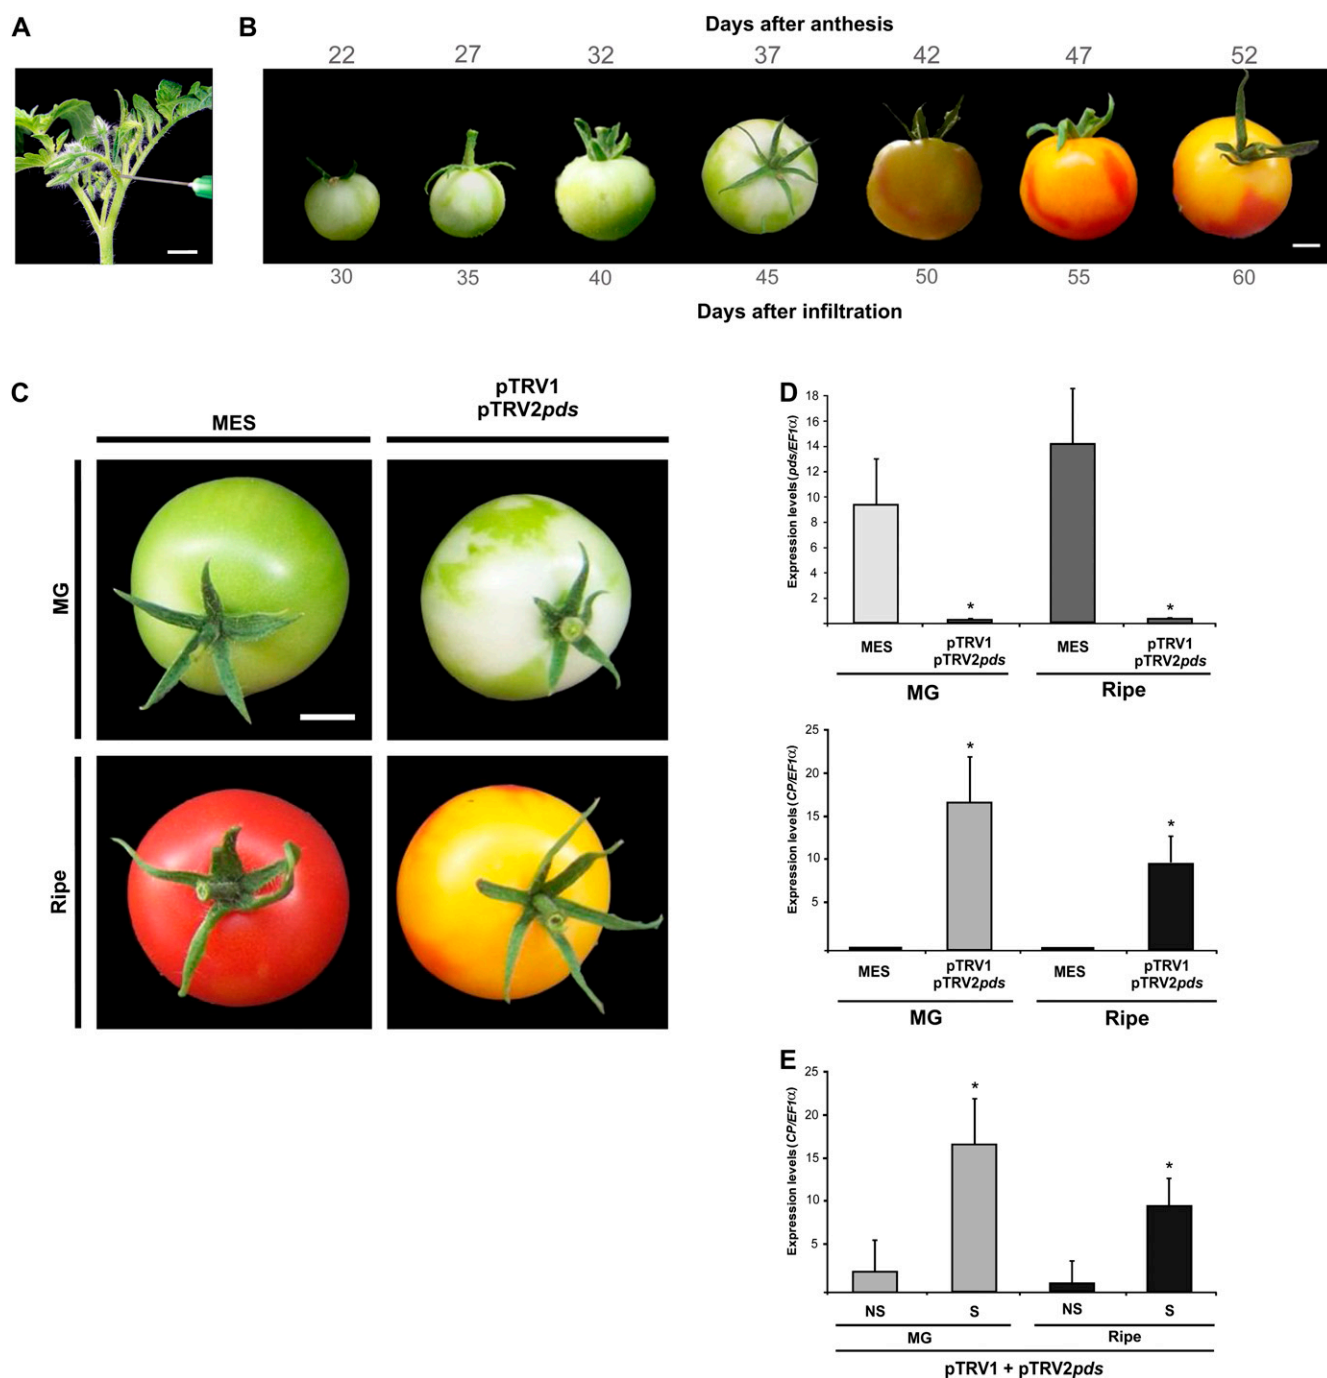 A
B
Days after anthesis
22 27 32 37 42 47 52
30 35 40 45 50 55 60
Days after infiltration
C
MES
pTRV1
pTRV2pds
MG
Ripe
D
Expression levels (pds/EF1α)
18
16
14
12
10
8
6
4
2
* *
MES pTRV1 MES pTRV1
pTRV2pds pTRV2pds
MG Ripe
Expression levels (CP/EF1α)
25
20
15
10
5
*
*
MES pTRV1 MES pTRV1
pTRV2pds pTRV2pds
MG Ripe
E
Expression levels (CP/EF1α)
25
20
15
10
5
*
*
NS S NS S
MG Ripe
pTRV1 + pTRV2pds